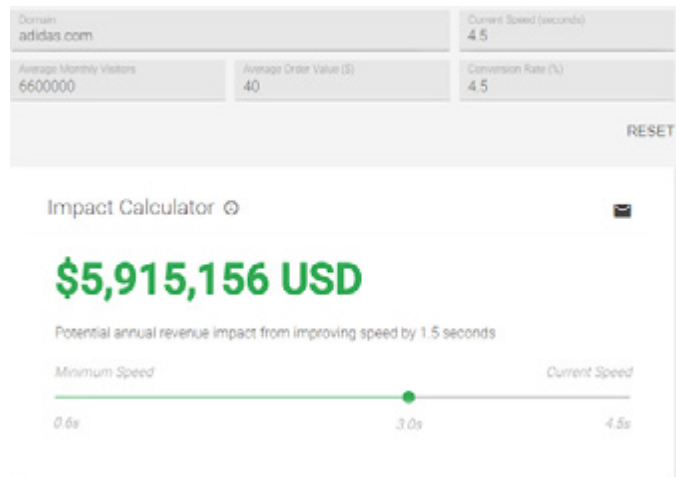 Domain
Current Speed (seconds)
adidas.com
4.5
Average Monthly Visitors
Average Order Value ($)
Conversion Rate (%)
6600000
40
4.5
RESET
Impact Calculator
$5,915,156 USD
Potential annual revenue impact from improving speed by 1.5 seconds
Minimum Speed
Current Speed
0.6s
3.0s
4.5s